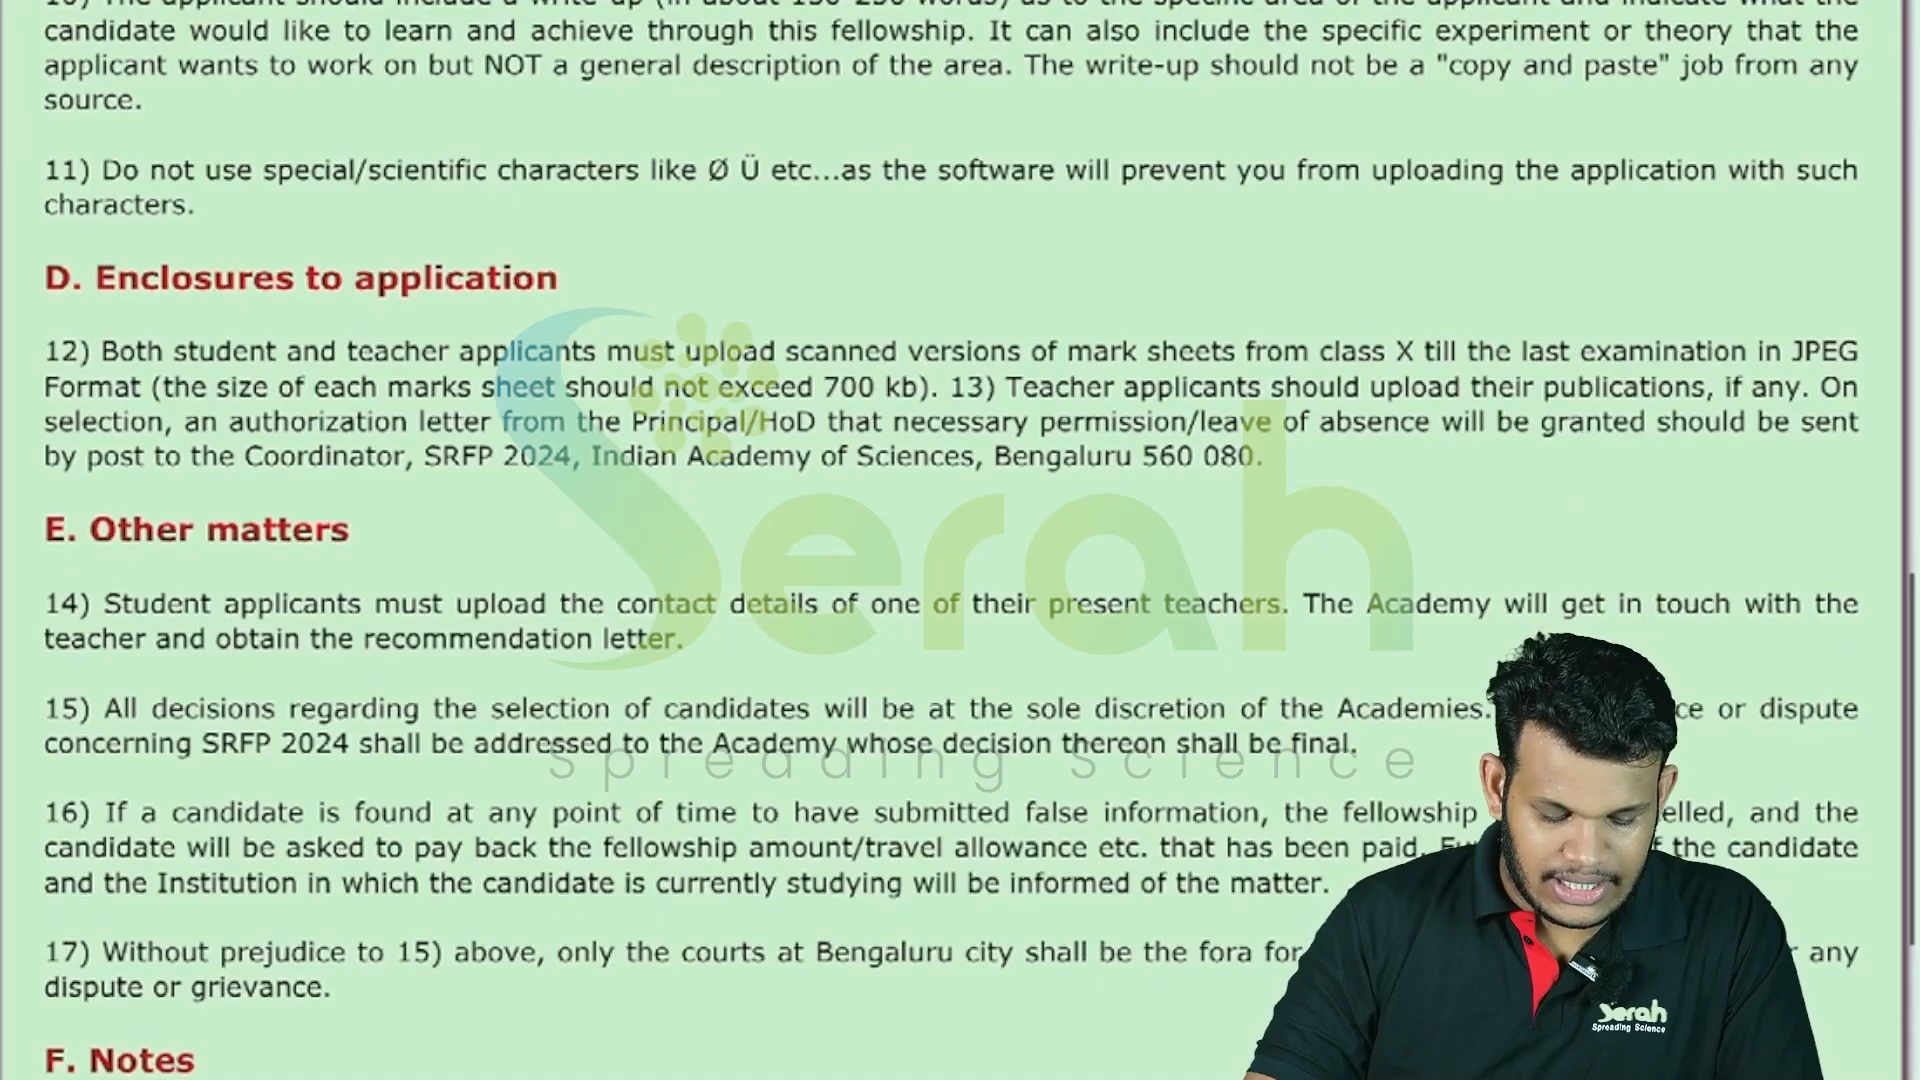 candidate would like to learn and achieve through this fellowship. It can also include the specific experiment or theory that the
applicant wants to work on but NOT a general description of the area. The write-up should not be a "copy and paste" job from any
source.
11) Do not use special/scientific characters like Ø Ü etc...as the software will prevent you from uploading the application with such
characters.
D. Enclosures to application
12) Both student and teacher applicants must upload scanned versions of mark sheets from class X till the last examination in JPEG
Format (the size of each marks sheet should not exceed 700 kb). 13) Teacher applicants should upload their publications, if any. On
selection, an authorization letter from the Principal/HoD that necessary permission/leave of absence will be granted should be sent
by post to the Coordinator, SRFP 2024, Indian Academy of Sciences, Bengaluru 560 080.
E. Other matters
14) Student applicants must upload the contact details of one of their present teachers. The Academy will get in touch with the
teacher and obtain the recommendation letter.
15) All decisions regarding the selection of candidates will be at the sole discretion of the Academies. or dispute
concerning SRFP 2024 shall be addressed to the Academy whose decision thereon shall be final.
16) If a candidate is found at any point of time to have submitted false information, the fellowship and the
candidate will be asked to pay back the fellowship amount/travel allowance etc. that has been paid. the candidate
and the Institution in which the candidate is currently studying will be informed of the matter.
17) Without prejudice to 15) above, only the courts at Bengaluru city shall be the fora for any
dispute or grievance.
F. Notes
Serah
Spreading Science
Serah
Spreading Science